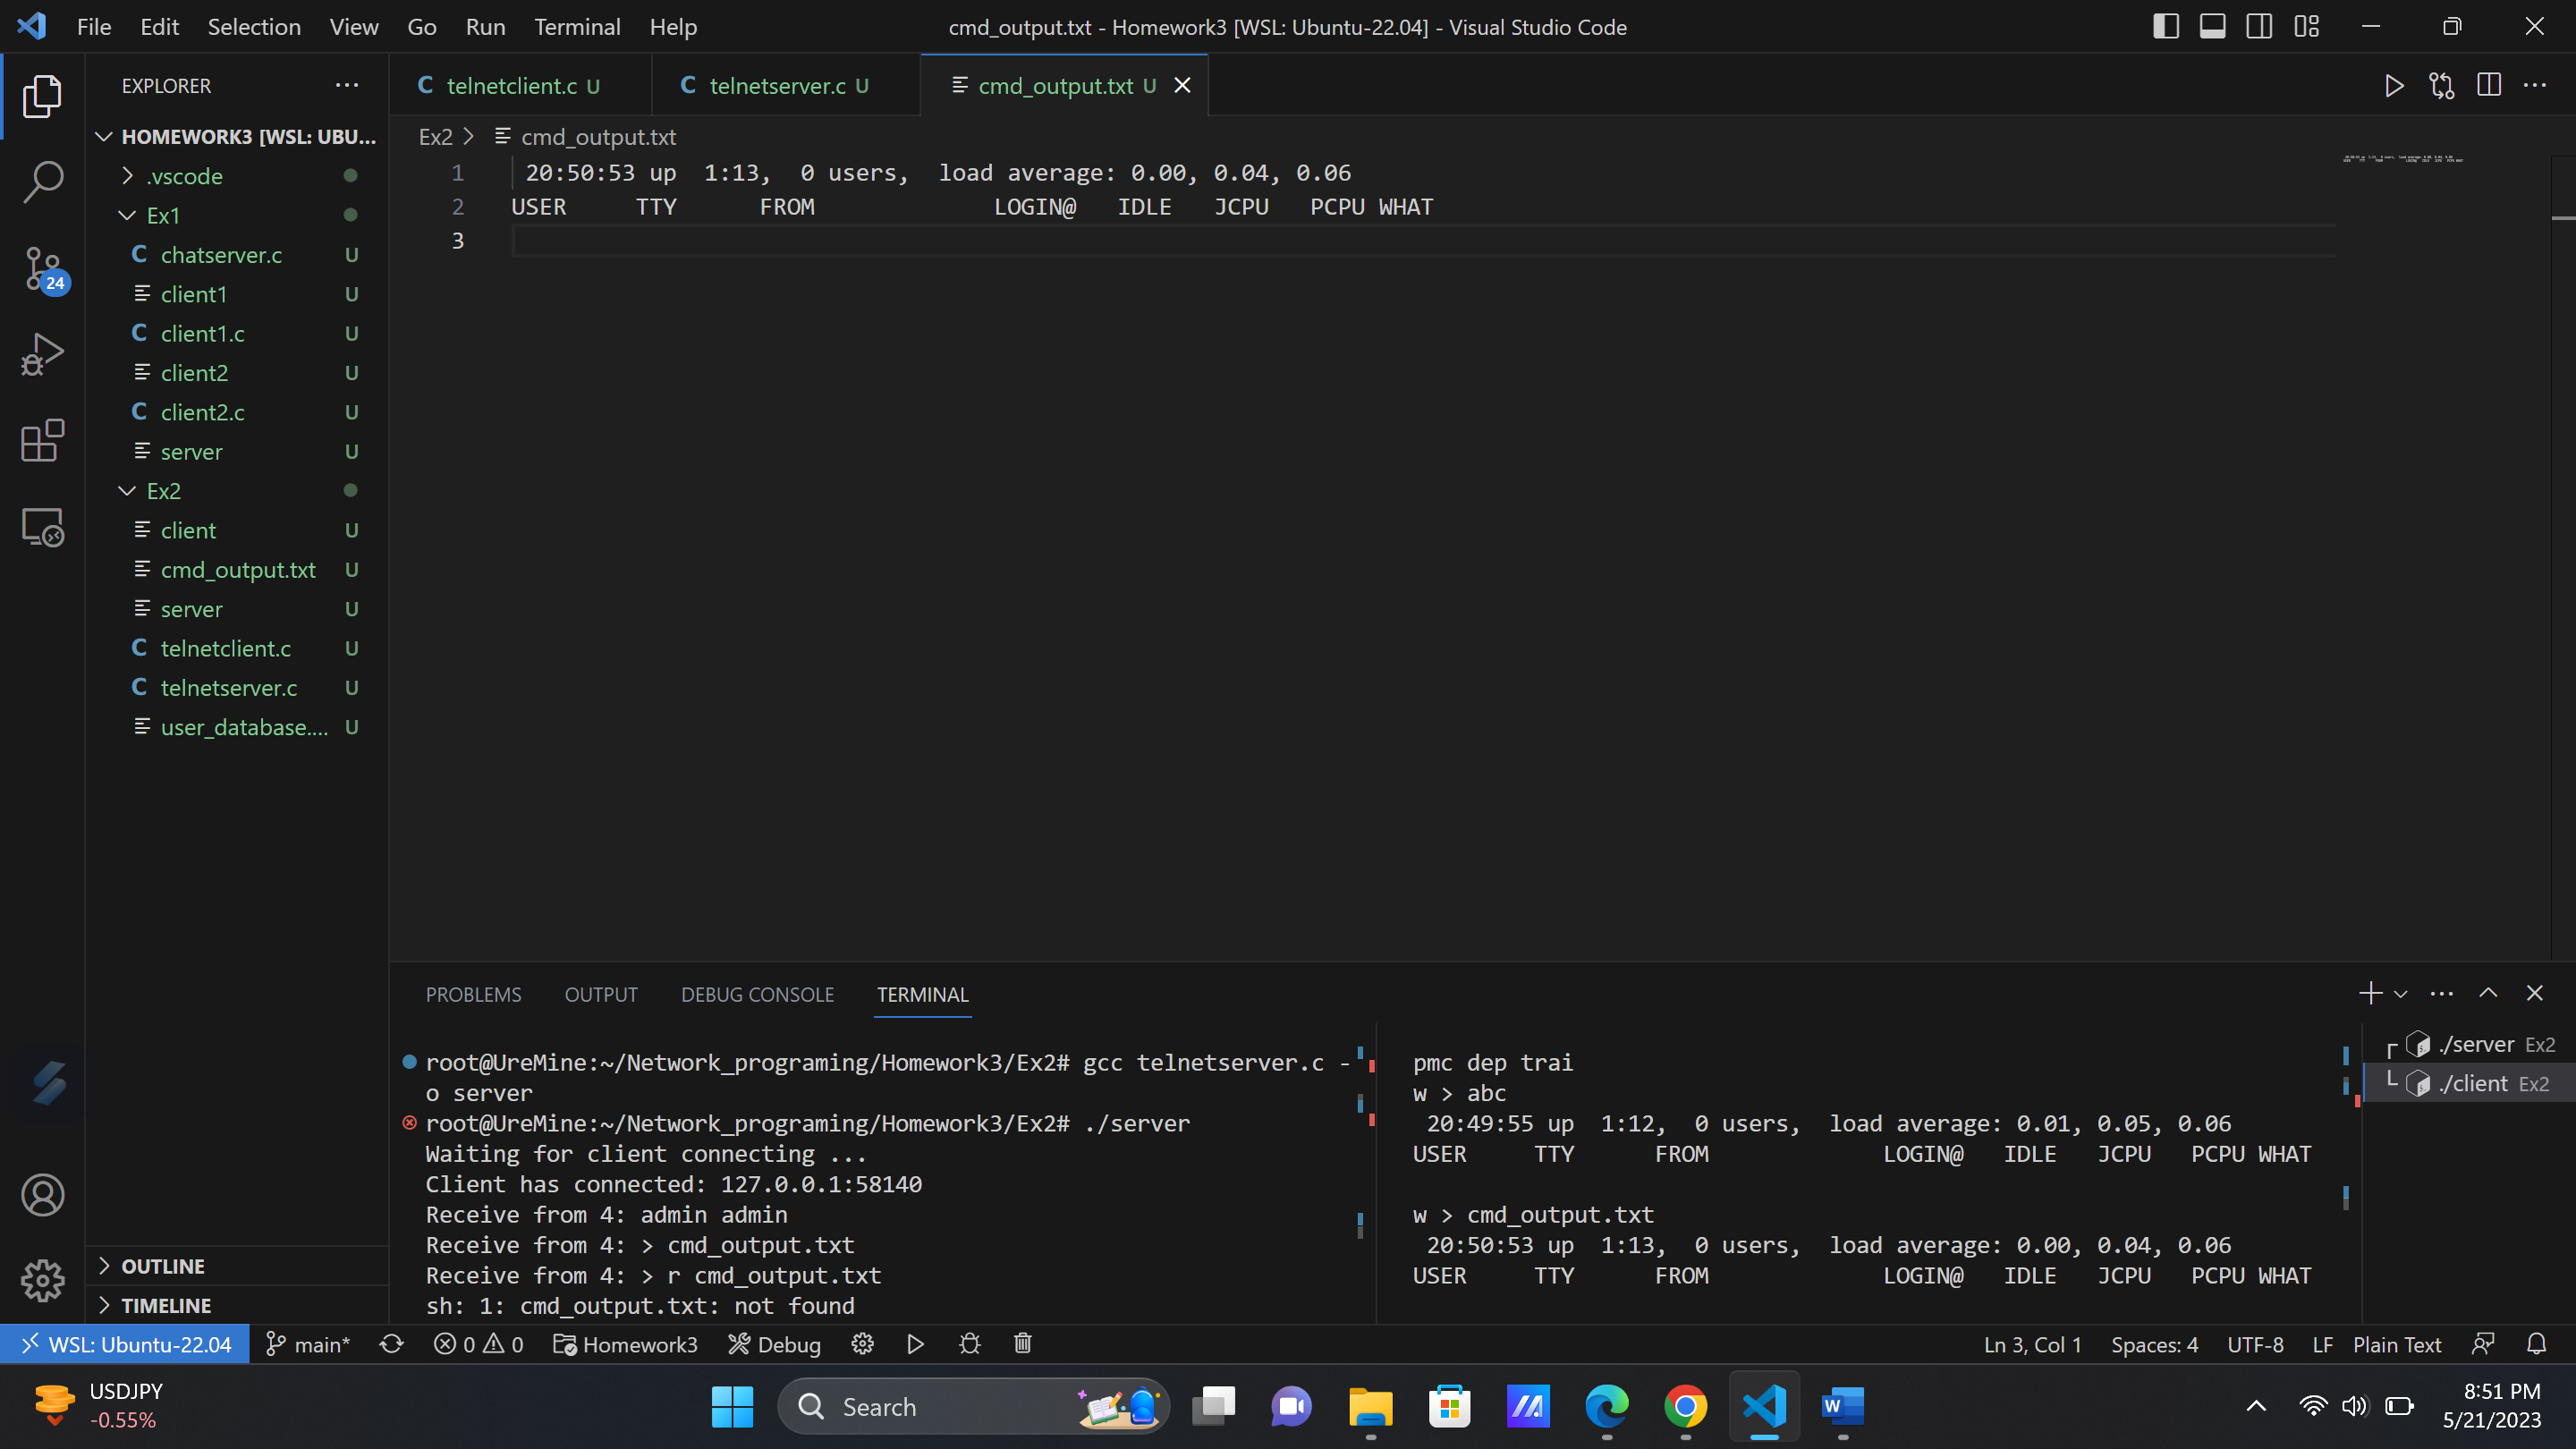 File Edit Selection View Go Run Terminal Help
cmd_output.txt - Homework3 [WSL: Ubuntu-22.04] - Visual Studio Code
EXPLORER
HOMEWORK3 [WSL: UBU...
.vscode
Ex1
C chatserver.c U
client1 U
C client1.c U
client2 U
C client2.c U
server U
Ex2
client U
cmd_output.txt U
server U
C telnetclient.c U
C telnetserver.c U
user_database.... U
OUTLINE
TIMELINE
24
C telnetclient.c U
C telnetserver.c U
cmd_output.txt U
Ex2 > cmd_output.txt
1 20:50:53 up  1:13,  0 users,  load average: 0.00, 0.04, 0.06
2 USER     TTY      FROM             LOGIN@   IDLE   JCPU   PCPU WHAT
3
PROBLEMS OUTPUT DEBUG CONSOLE TERMINAL
root@UreMine:~/Network_programing/Homework3/Ex2# gcc telnetserver.c -
o server
root@UreMine:~/Network_programing/Homework3/Ex2# ./server
Waiting for client connecting ...
Client has connected: 127.0.0.1:58140
Receive from 4: admin admin
Receive from 4: > cmd_output.txt
Receive from 4: > r cmd_output.txt
sh: 1: cmd_output.txt: not found
pmc dep trai
w > abc
20:49:55 up  1:12,  0 users,  load average: 0.01, 0.05, 0.06
USER     TTY      FROM             LOGIN@   IDLE   JCPU   PCPU WHAT
w > cmd_output.txt
20:50:53 up  1:13,  0 users,  load average: 0.00, 0.04, 0.06
USER     TTY      FROM             LOGIN@   IDLE   JCPU   PCPU WHAT
./server Ex2
./client Ex2
WSL: Ubuntu-22.04 main* 0 0 Homework3 Debug
Ln 3, Col 1 Spaces: 4 UTF-8 LF Plain Text
USDJPY
-0.55%
Search
8:51 PM
5/21/2023